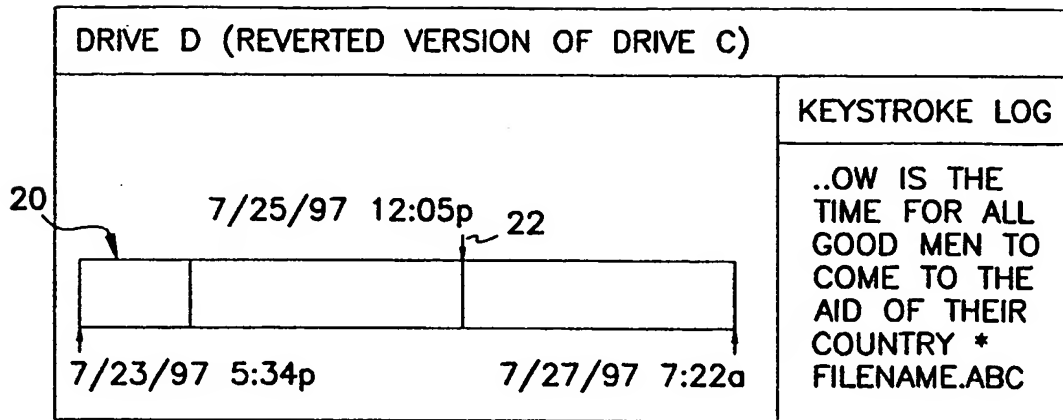 DRIVE D (REVERTED VERSION OF DRIVE C)
KEYSTROKE LOG
20
7/25/97 12:05p
22
7/23/97 5:34p
7/27/97 7:22a
..OW IS THE
TIME FOR ALL
GOOD MEN TO
COME TO THE
AID OF THEIR
COUNTRY *
FILENAME.ABC